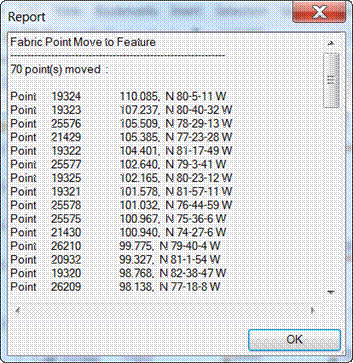 Report
Fabric Point Move to Feature
70 point(s) moved :
Point 19324 110.085, N 80-5-11 W
Point 19323 107.237, N 80-40-32 W
Point 25576 105.509, N 78-29-13 W
Point 21429 105.385, N 77-23-28 W
Point 19322 104.401, N 81-17-49 W
Point 25577 102.640, N 79-3-41 W
Point 19325 102.165, N 80-23-12 W
Point 19321 101.578, N 81-57-11 W
Point 25578 101.032, N 76-44-59 W
Point 25575 100.967, N 75-36-6 W
Point 21430 100.940, N 74-27-6 W
Point 26210 99.775, N 79-40-4 W
Point 20932 99.327, N 81-1-54 W
Point 19320 98.768, N 82-38-47 W
Point 26209 98.138, N 77-18-8 W
OK